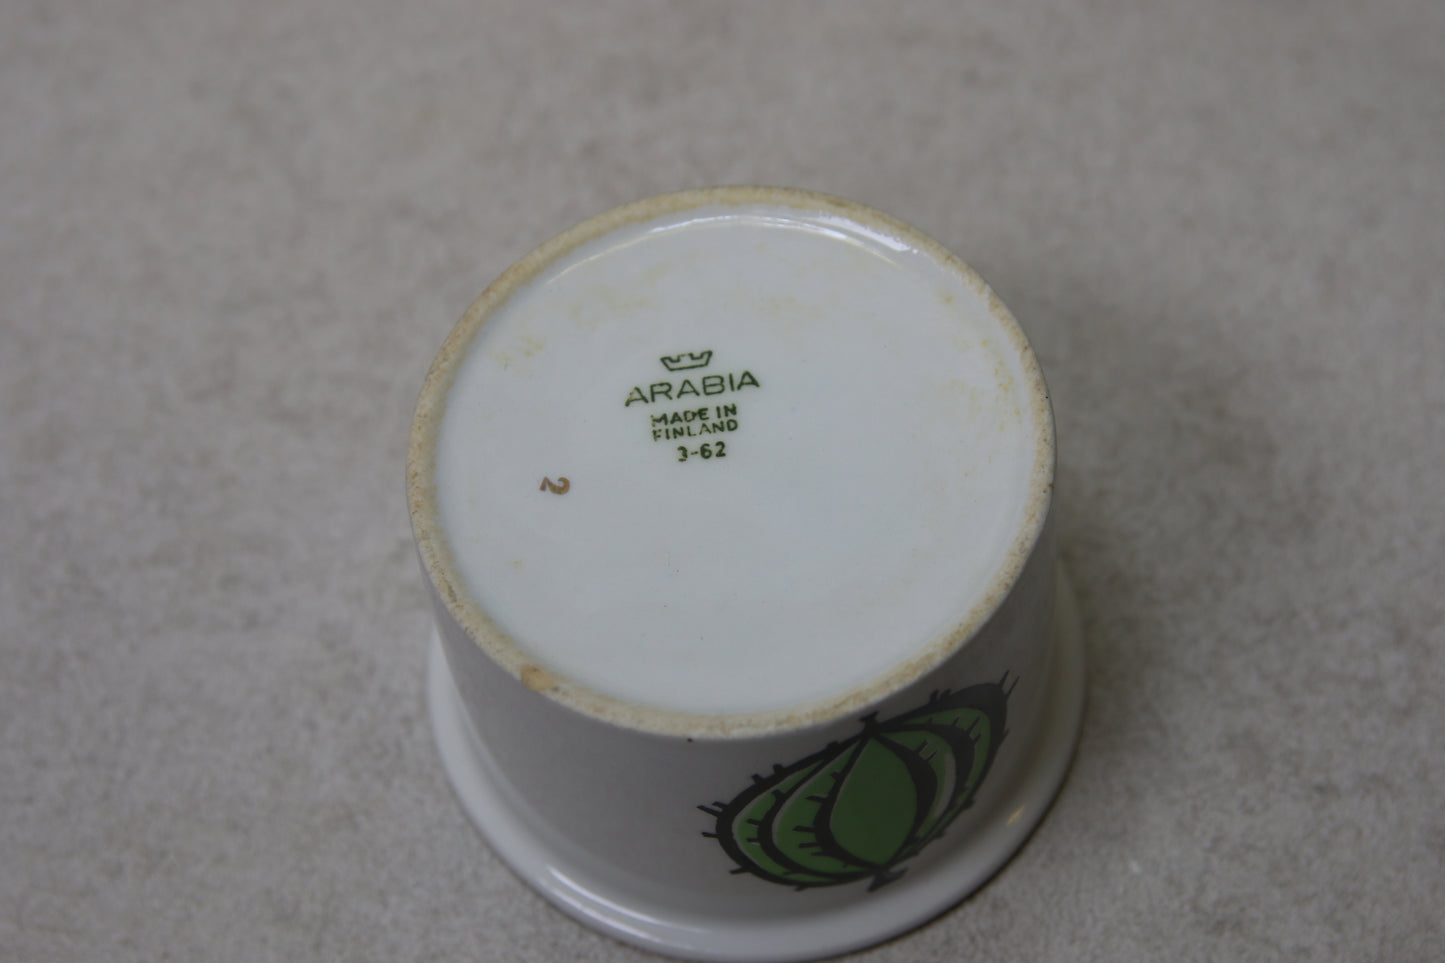 ARABIA
MADE IN
FINLAND
3-62
2